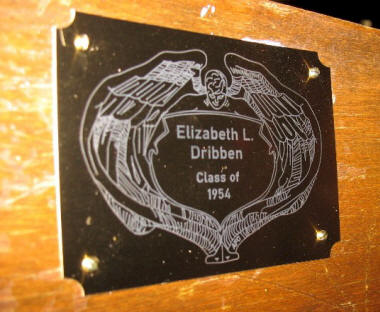 Elizabeth L.
Dribben
Class of
1954